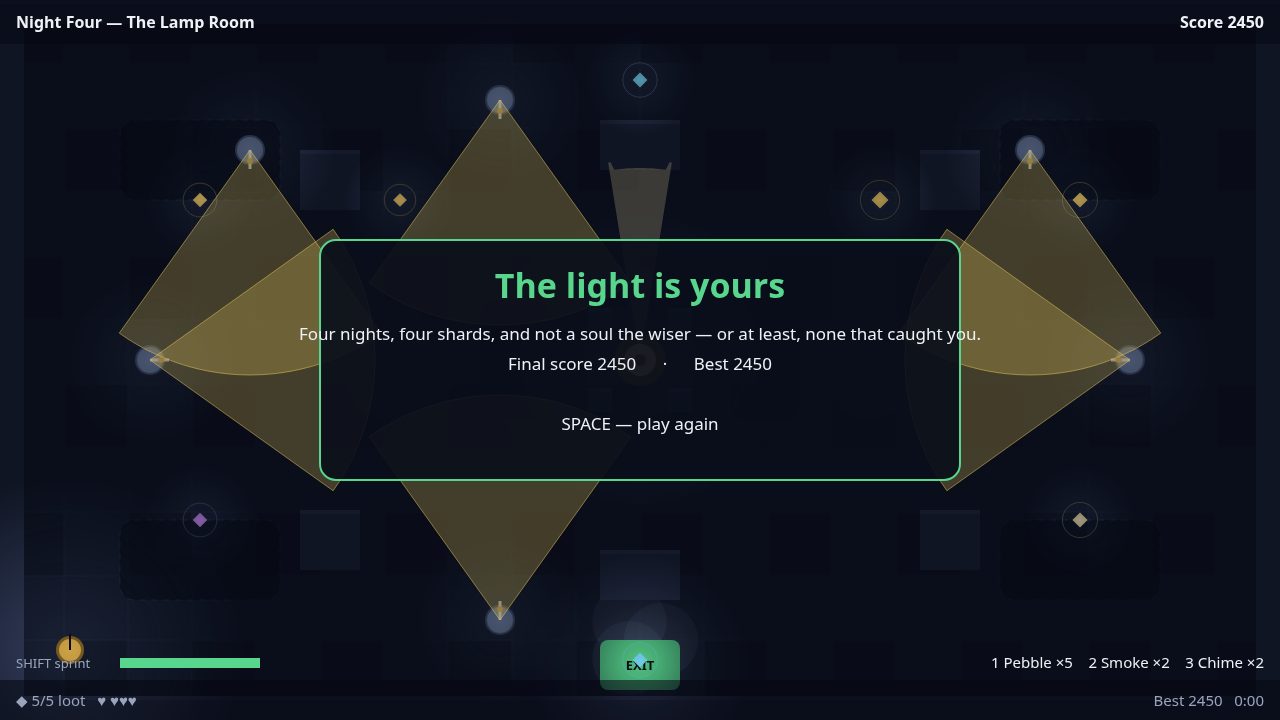 Night Four — The Lamp Room
Score 2450
The light is yours
Four nights, four shards, and not a soul the wiser — or at least, none that caught you.
Final score 2450 · Best 2450
SPACE — play again
SHIFT sprint
EXIT
1 Pebble ×5 2 Smoke ×2 3 Chime ×2
◆ 5/5 loot ♥ ♥♥♥
Best 2450 0:00